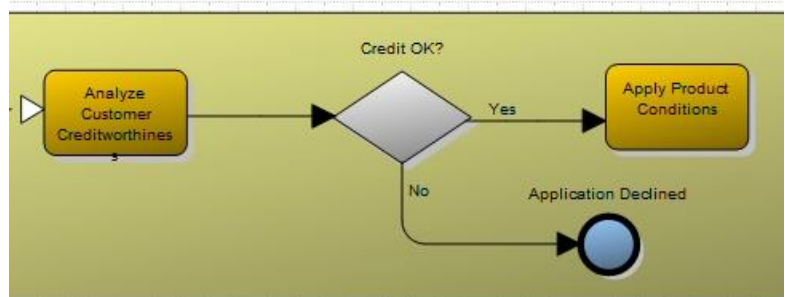 Credit OK?
Analyze
Customer
Creditworthines
s
Yes
Apply Product
Conditions
No
Application Declined